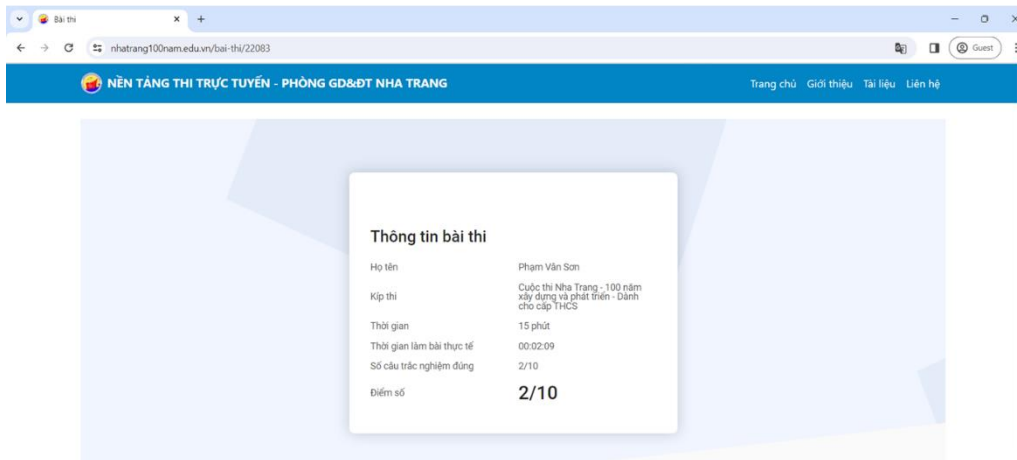 Bài thi
nhatrang100nam.edu.vn/bai-thi/22083
Guest
NỀN TẢNG THI TRỰC TUYẾN - PHÒNG GD&ĐT NHA TRANG
Trang chủ Giới thiệu Tài liệu Liên hệ
Thông tin bài thi
Họ tên Phạm Văn Sơn
Kíp thi Cuộc thi Nha Trang - 100 năm
xây dựng và phát triển - Dành
cho cấp THCS
Thời gian 15 phút
Thời gian làm bài thực tế 00:02:09
Số câu trắc nghiệm đúng 2/10
Điểm số 2/10